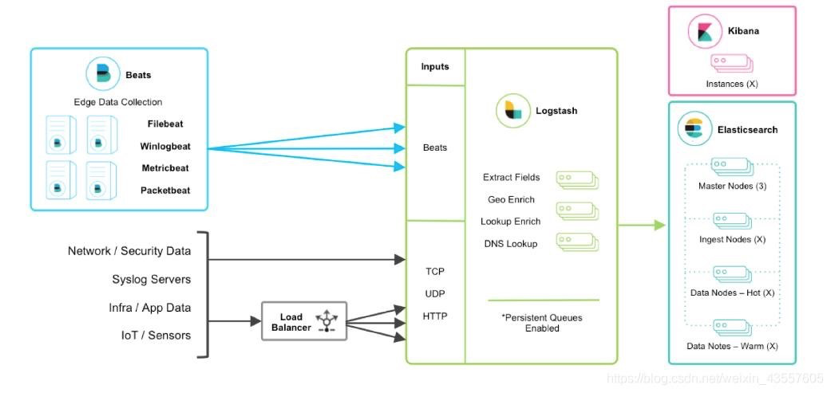 Beats
Edge Data Collection
Filebeat
Winlogbeat
Metricbeat
Packetbeat
Network / Security Data
Syslog Servers
Infra / App Data
IoT / Sensors
Load
Balancer
Inputs
Beats
TCP
UDP
HTTP
Logstash
Extract Fields
Geo Enrich
Lookup Enrich
DNS Lookup
*Persistent Queues
Enabled
Kibana
Instances (X)
Elasticsearch
Master Nodes (3)
Ingest Nodes (X)
Data Nodes – Hot (X)
Data Notes – Warm (X)
https://blog.csdn.net/weixin_43557605